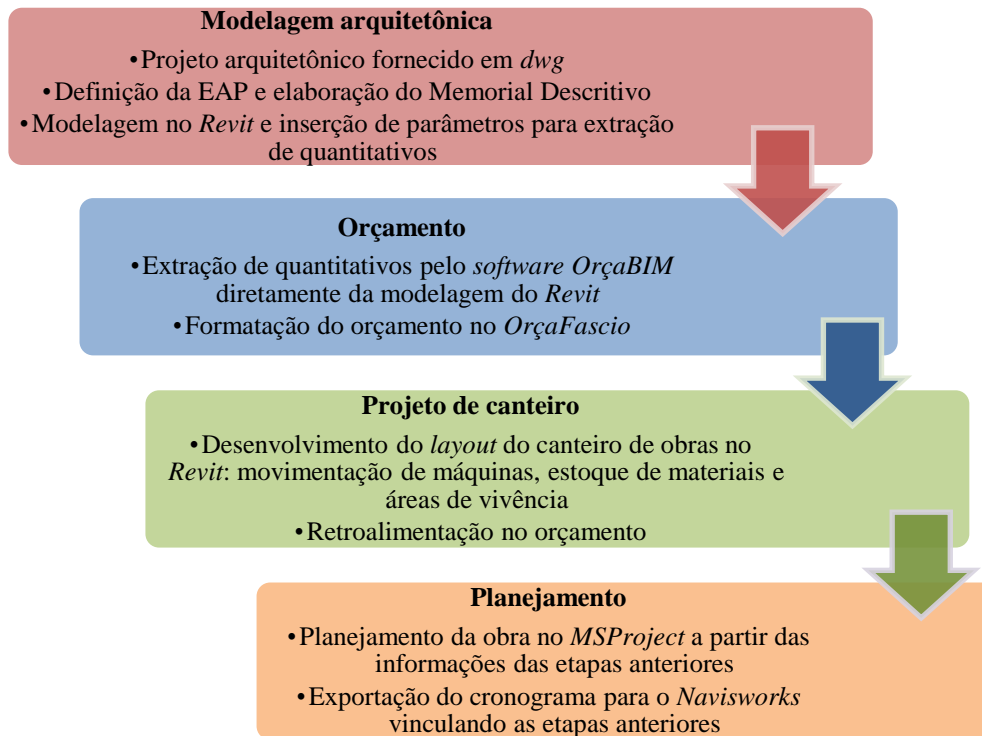 Modelagem arquitetônica
•Projeto arquitetônico fornecido em dwg
•Definição da EAP e elaboração do Memorial Descritivo
•Modelagem no Revit e inserção de parâmetros para extração
de quantitativos
Orçamento
•Extração de quantitativos pelo software OrçaBIM
diretamente da modelagem do Revit
•Formatação do orçamento no OrçaFascio
Projeto de canteiro
•Desenvolvimento do layout do canteiro de obras no
Revit: movimentação de máquinas, estoque de materiais e
áreas de vivência
•Retroalimentação no orçamento
Planejamento
•Planejamento da obra no MSProject a partir das
informações das etapas anteriores
•Exportação do cronograma para o Navisworks
vinculando as etapas anteriores